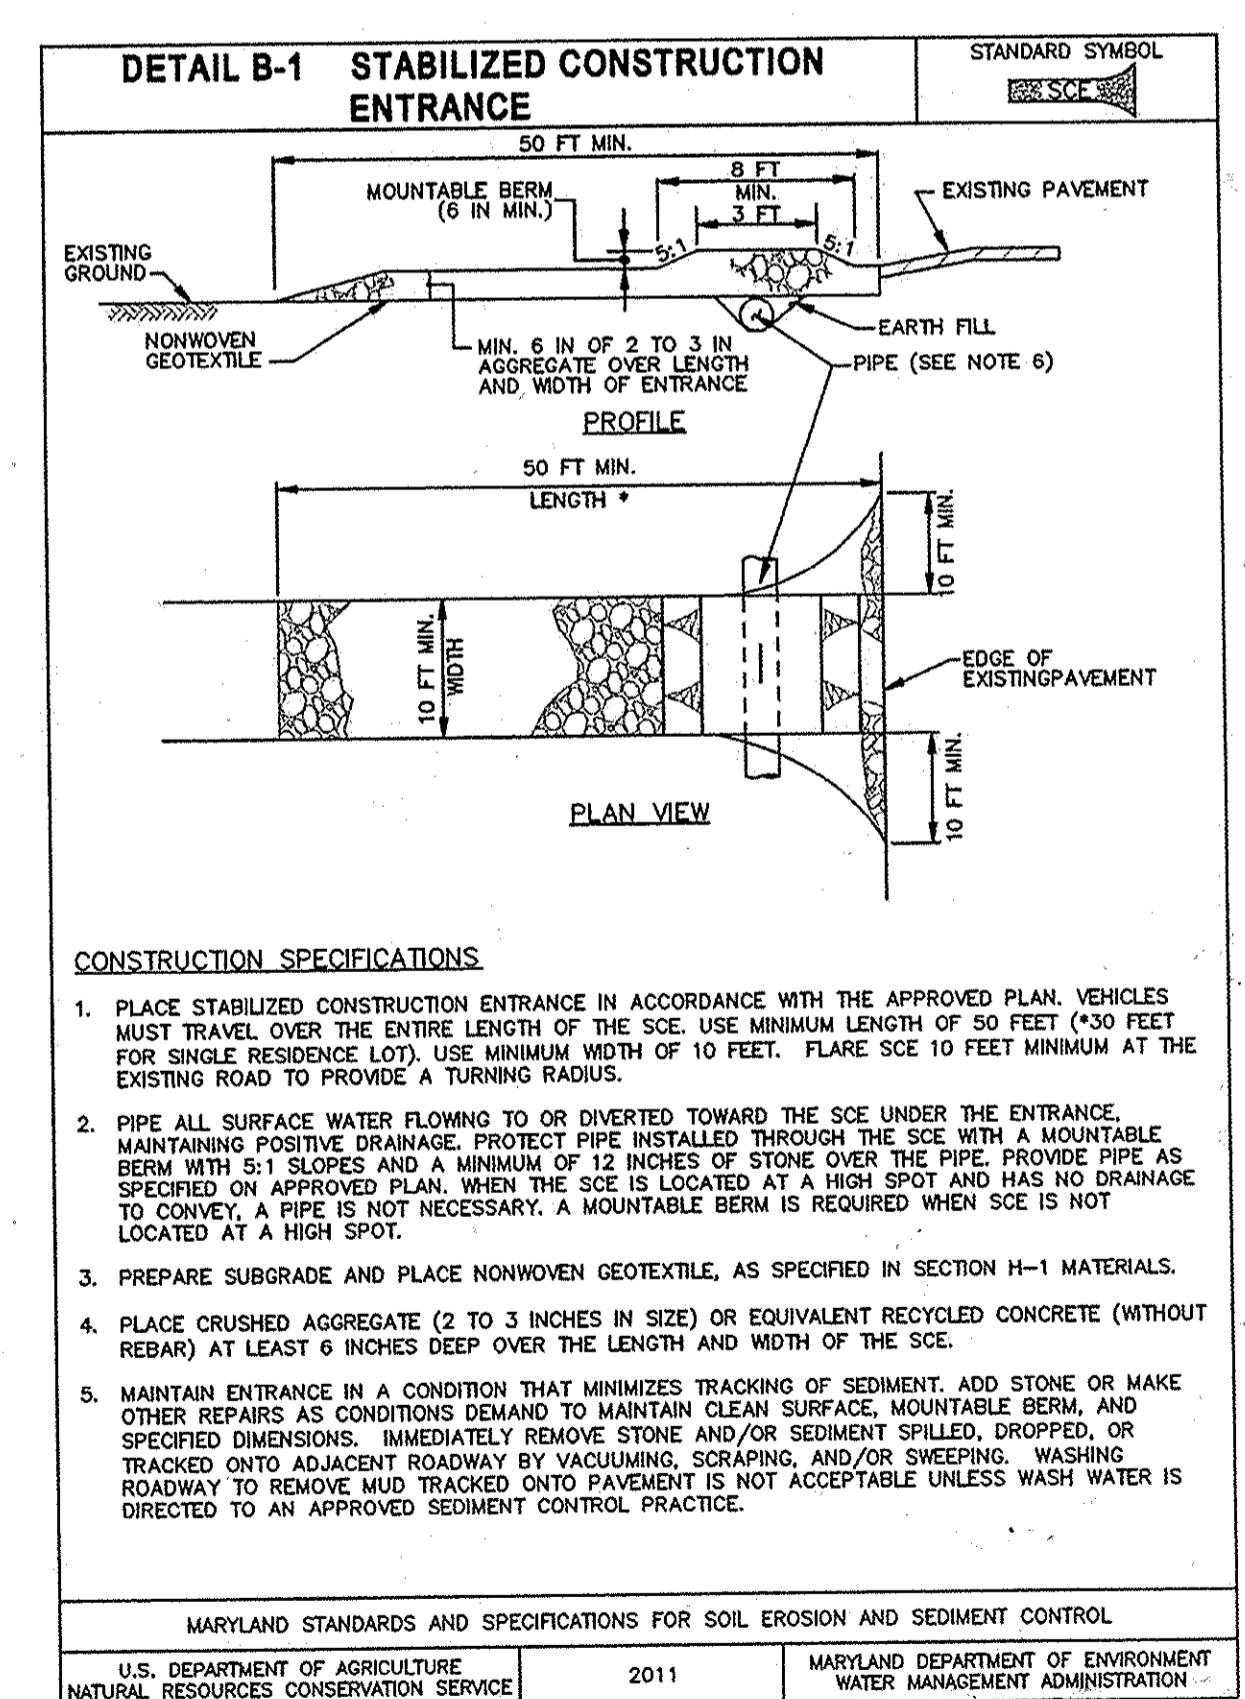 DETAIL B-1 STABILIZED CONSTRUCTION
ENTRANCE
STANDARD SYMBOL
SCE
50 FT MIN.
8 FT
MIN.
3 FT
MOUNTABLE BERM
(6 IN MIN.)
EXISTING PAVEMENT
5:1
5:1
EXISTING
GROUND
NONWOVEN
GEOTEXTILE
MIN. 6 IN OF 2 TO 3 IN
AGGREGATE OVER LENGTH
AND WIDTH OF ENTRANCE
EARTH FILL
PIPE (SEE NOTE 6)
PROFILE
50 FT MIN.
LENGTH *
10 FT MIN.
10 FT MIN.
WIDTH
EDGE OF
EXISTINGPAVEMENT
10 FT MIN.
PLAN VIEW
CONSTRUCTION SPECIFICATIONS
1. PLACE STABILIZED CONSTRUCTION ENTRANCE IN ACCORDANCE WITH THE APPROVED PLAN. VEHICLES
MUST TRAVEL OVER THE ENTIRE LENGTH OF THE SCE. USE MINIMUM LENGTH OF 50 FEET (*30 FEET
FOR SINGLE RESIDENCE LOT). USE MINIMUM WIDTH OF 10 FEET. FLARE SCE 10 FEET MINIMUM AT THE
EXISTING ROAD TO PROVIDE A TURNING RADIUS.
2. PIPE ALL SURFACE WATER FLOWING TO OR DIVERTED TOWARD THE SCE UNDER THE ENTRANCE,
MAINTAINING POSITIVE DRAINAGE. PROTECT PIPE INSTALLED THROUGH THE SCE WITH A MOUNTABLE
BERM WITH 5:1 SLOPES AND A MINIMUM OF 12 INCHES OF STONE OVER THE PIPE. PROVIDE PIPE AS
SPECIFIED ON APPROVED PLAN. WHEN THE SCE IS LOCATED AT A HIGH SPOT AND HAS NO DRAINAGE
TO CONVEY, A PIPE IS NOT NECESSARY. A MOUNTABLE BERM IS REQUIRED WHEN SCE IS NOT
LOCATED AT A HIGH SPOT.
3. PREPARE SUBGRADE AND PLACE NONWOVEN GEOTEXTILE, AS SPECIFIED IN SECTION H-1 MATERIALS.
4. PLACE CRUSHED AGGREGATE (2 TO 3 INCHES IN SIZE) OR EQUIVALENT RECYCLED CONCRETE (WITHOUT
REBAR) AT LEAST 6 INCHES DEEP OVER THE LENGTH AND WIDTH OF THE SCE.
5. MAINTAIN ENTRANCE IN A CONDITION THAT MINIMIZES TRACKING OF SEDIMENT. ADD STONE OR MAKE
OTHER REPAIRS AS CONDITIONS DEMAND TO MAINTAIN CLEAN SURFACE, MOUNTABLE BERM, AND
SPECIFIED DIMENSIONS. IMMEDIATELY REMOVE STONE AND/OR SEDIMENT SPILLED, DROPPED, OR
TRACKED ONTO ADJACENT ROADWAY BY VACUUMING, SCRAPING, AND/OR SWEEPING. WASHING
ROADWAY TO REMOVE MUD TRACKED ONTO PAVEMENT IS NOT ACCEPTABLE UNLESS WASH WATER IS
DIRECTED TO AN APPROVED SEDIMENT CONTROL PRACTICE.
MARYLAND STANDARDS AND SPECIFICATIONS FOR SOIL EROSION AND SEDIMENT CONTROL
U.S. DEPARTMENT OF AGRICULTURE
NATURAL RESOURCES CONSERVATION SERVICE
2011
MARYLAND DEPARTMENT OF ENVIRONMENT
WATER MANAGEMENT ADMINISTRATION